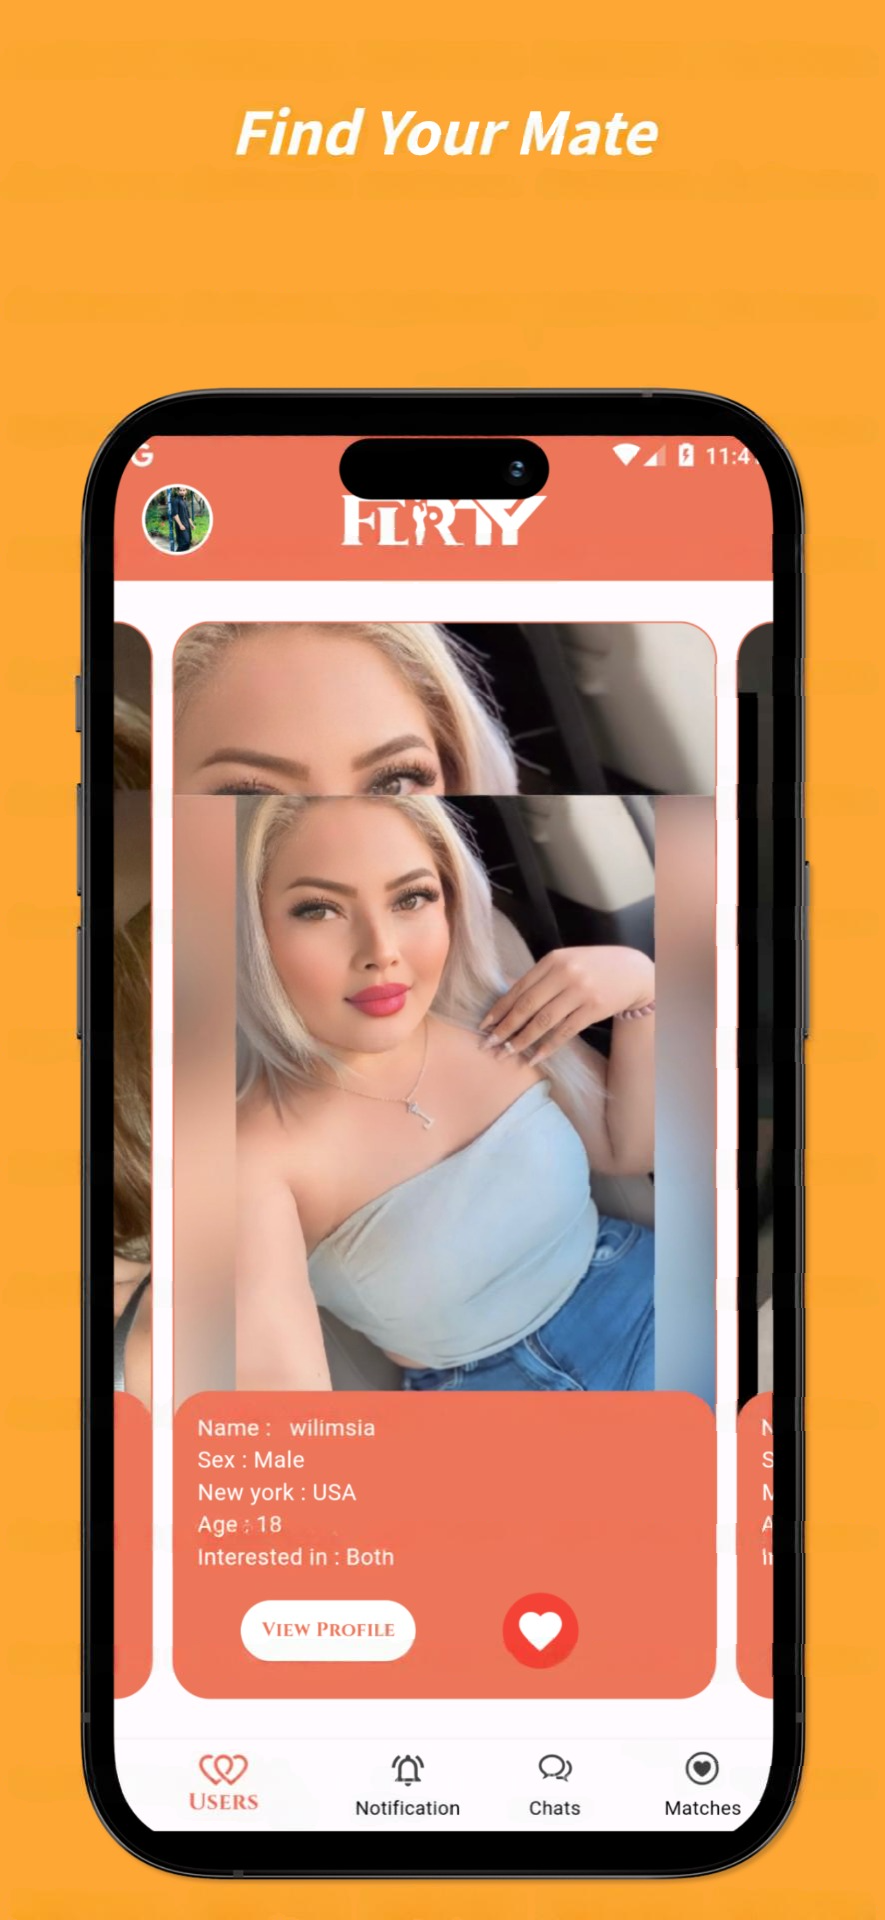 Find Your Mate
G
11:4
FLiRTY
Name : wilimsia
Sex : Male
New york : USA
Age : 18
Interested in : Both
VIEW PROFILE
N
S
M
A
USERS
Notification
Chats
Matches